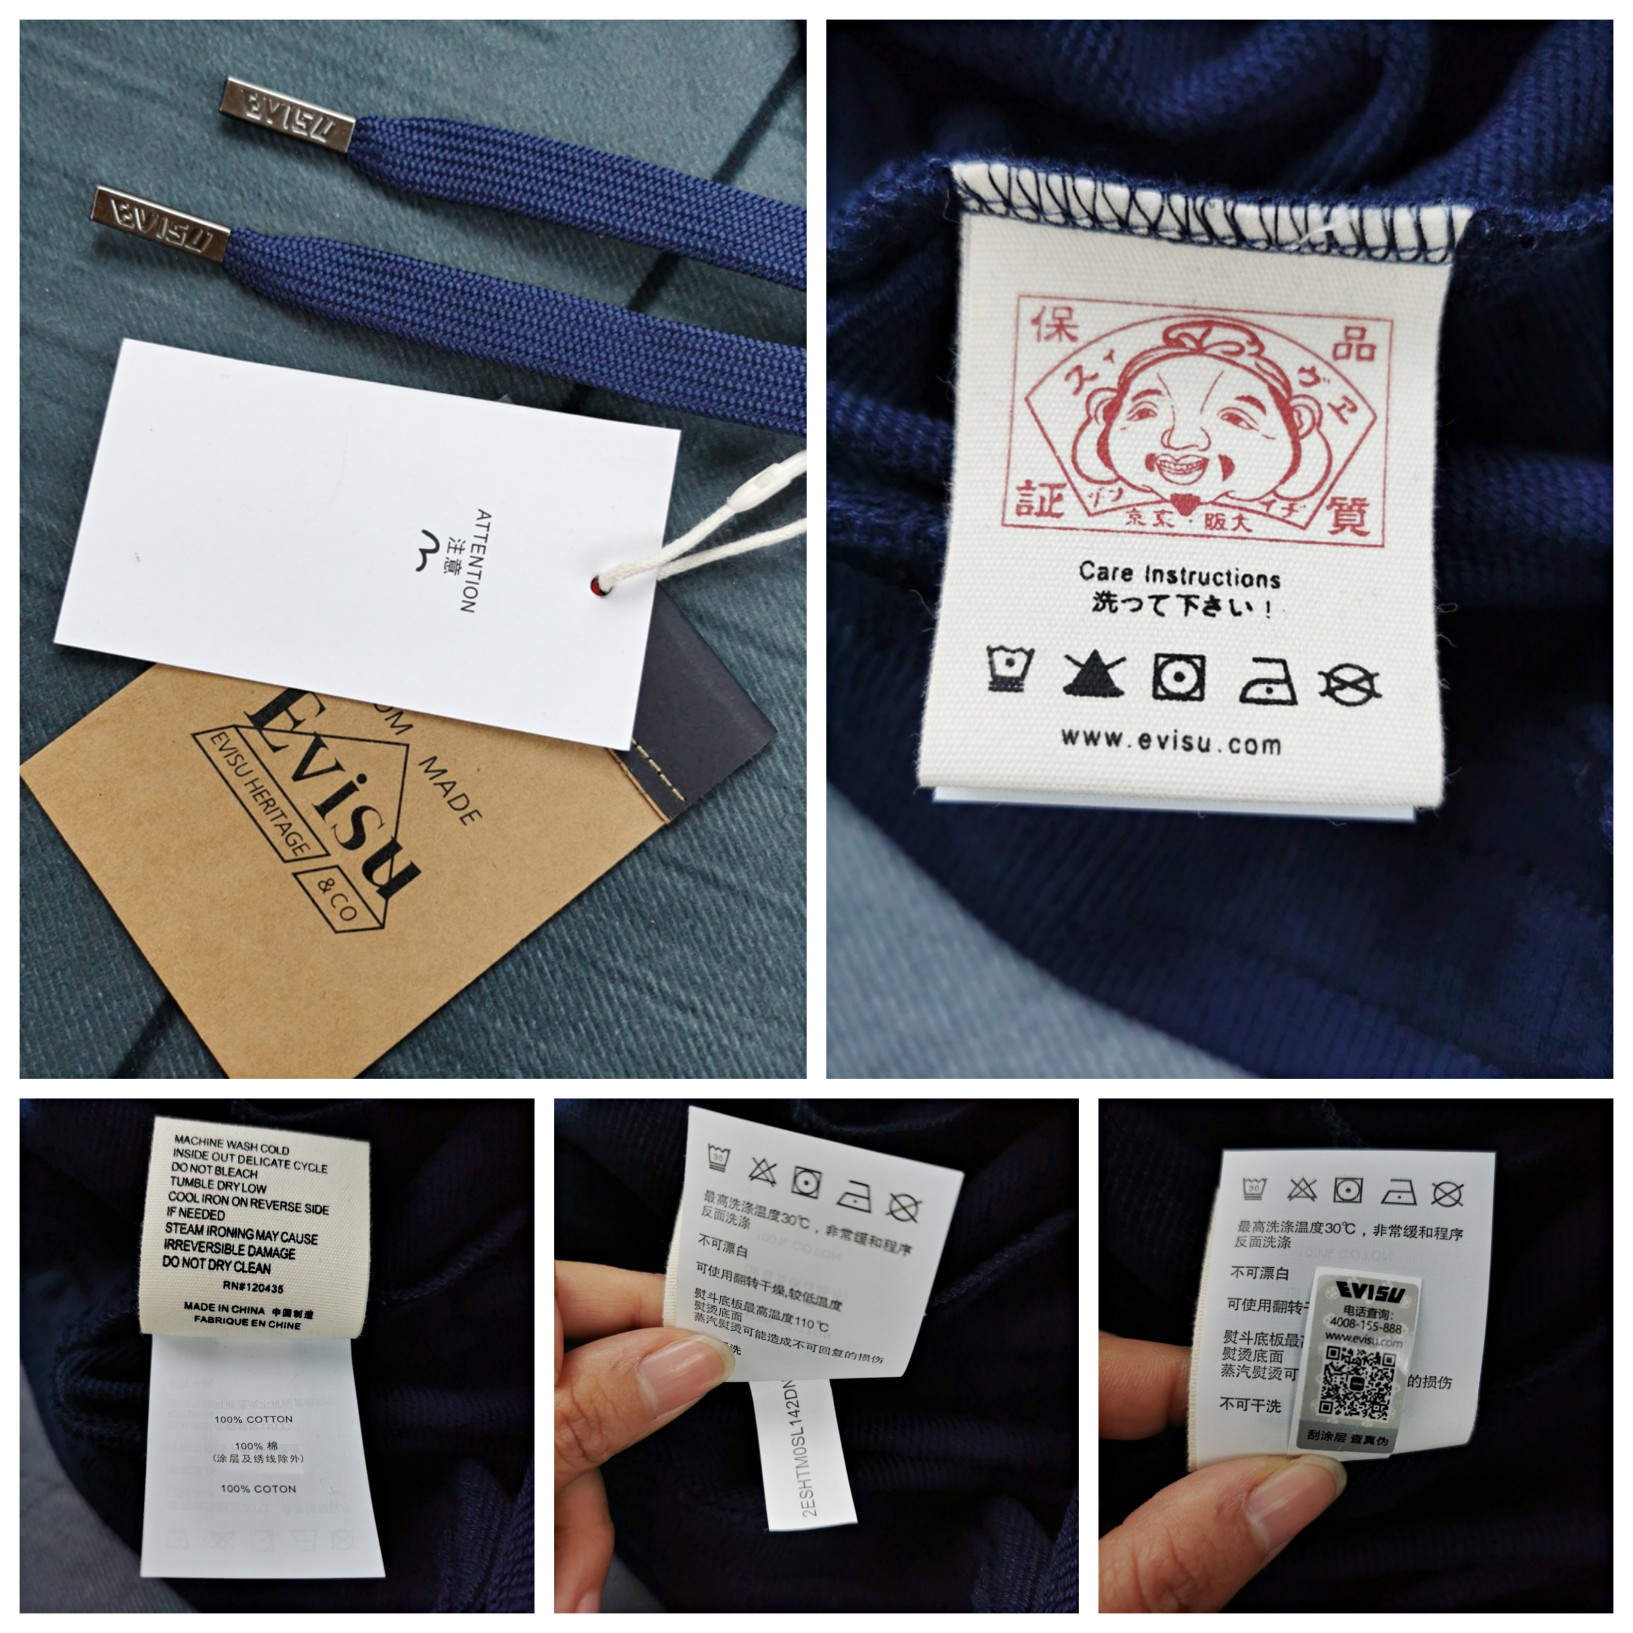 EVISU
EVISU
ATTENTION
注意
OM MADE
Evisu
EVISU HERITAGE
& CO
保 品
スィ ヴヱ
証 質
京東・阪大
Care Instructions
洗って下さい！
www.evisu.com
MACHINE WASH COLD
INSIDE OUT DELICATE CYCLE
DO NOT BLEACH
TUMBLE DRY LOW
COOL IRON ON REVERSE SIDE
IF NEEDED
STEAM IRONING MAY CAUSE
IRREVERSIBLE DAMAGE
DO NOT DRY CLEAN
RN#120435
MADE IN CHINA 中国制造
FABRIQUE EN CHINE
100% COTTON
100% 棉
(涂层及绣线除外)
100% COTON
30
最高洗涤温度30℃，非常缓和程序
反面洗涤
不可漂白
可使用翻转干燥,较低温度
熨斗底板最高温度110℃
熨烫底面
蒸汽熨烫可能造成不可回复的损伤
洗
2ESHTM0SL142DN
30
最高洗涤温度30℃，非常缓和程序
反面洗涤
不可漂白
可使用翻转干
熨斗底板最高
熨烫底面
蒸汽熨烫可 的损伤
不可干洗
EVISU
电话查询:
4008-155-888
www.evisu.com
刮涂层 查真伪